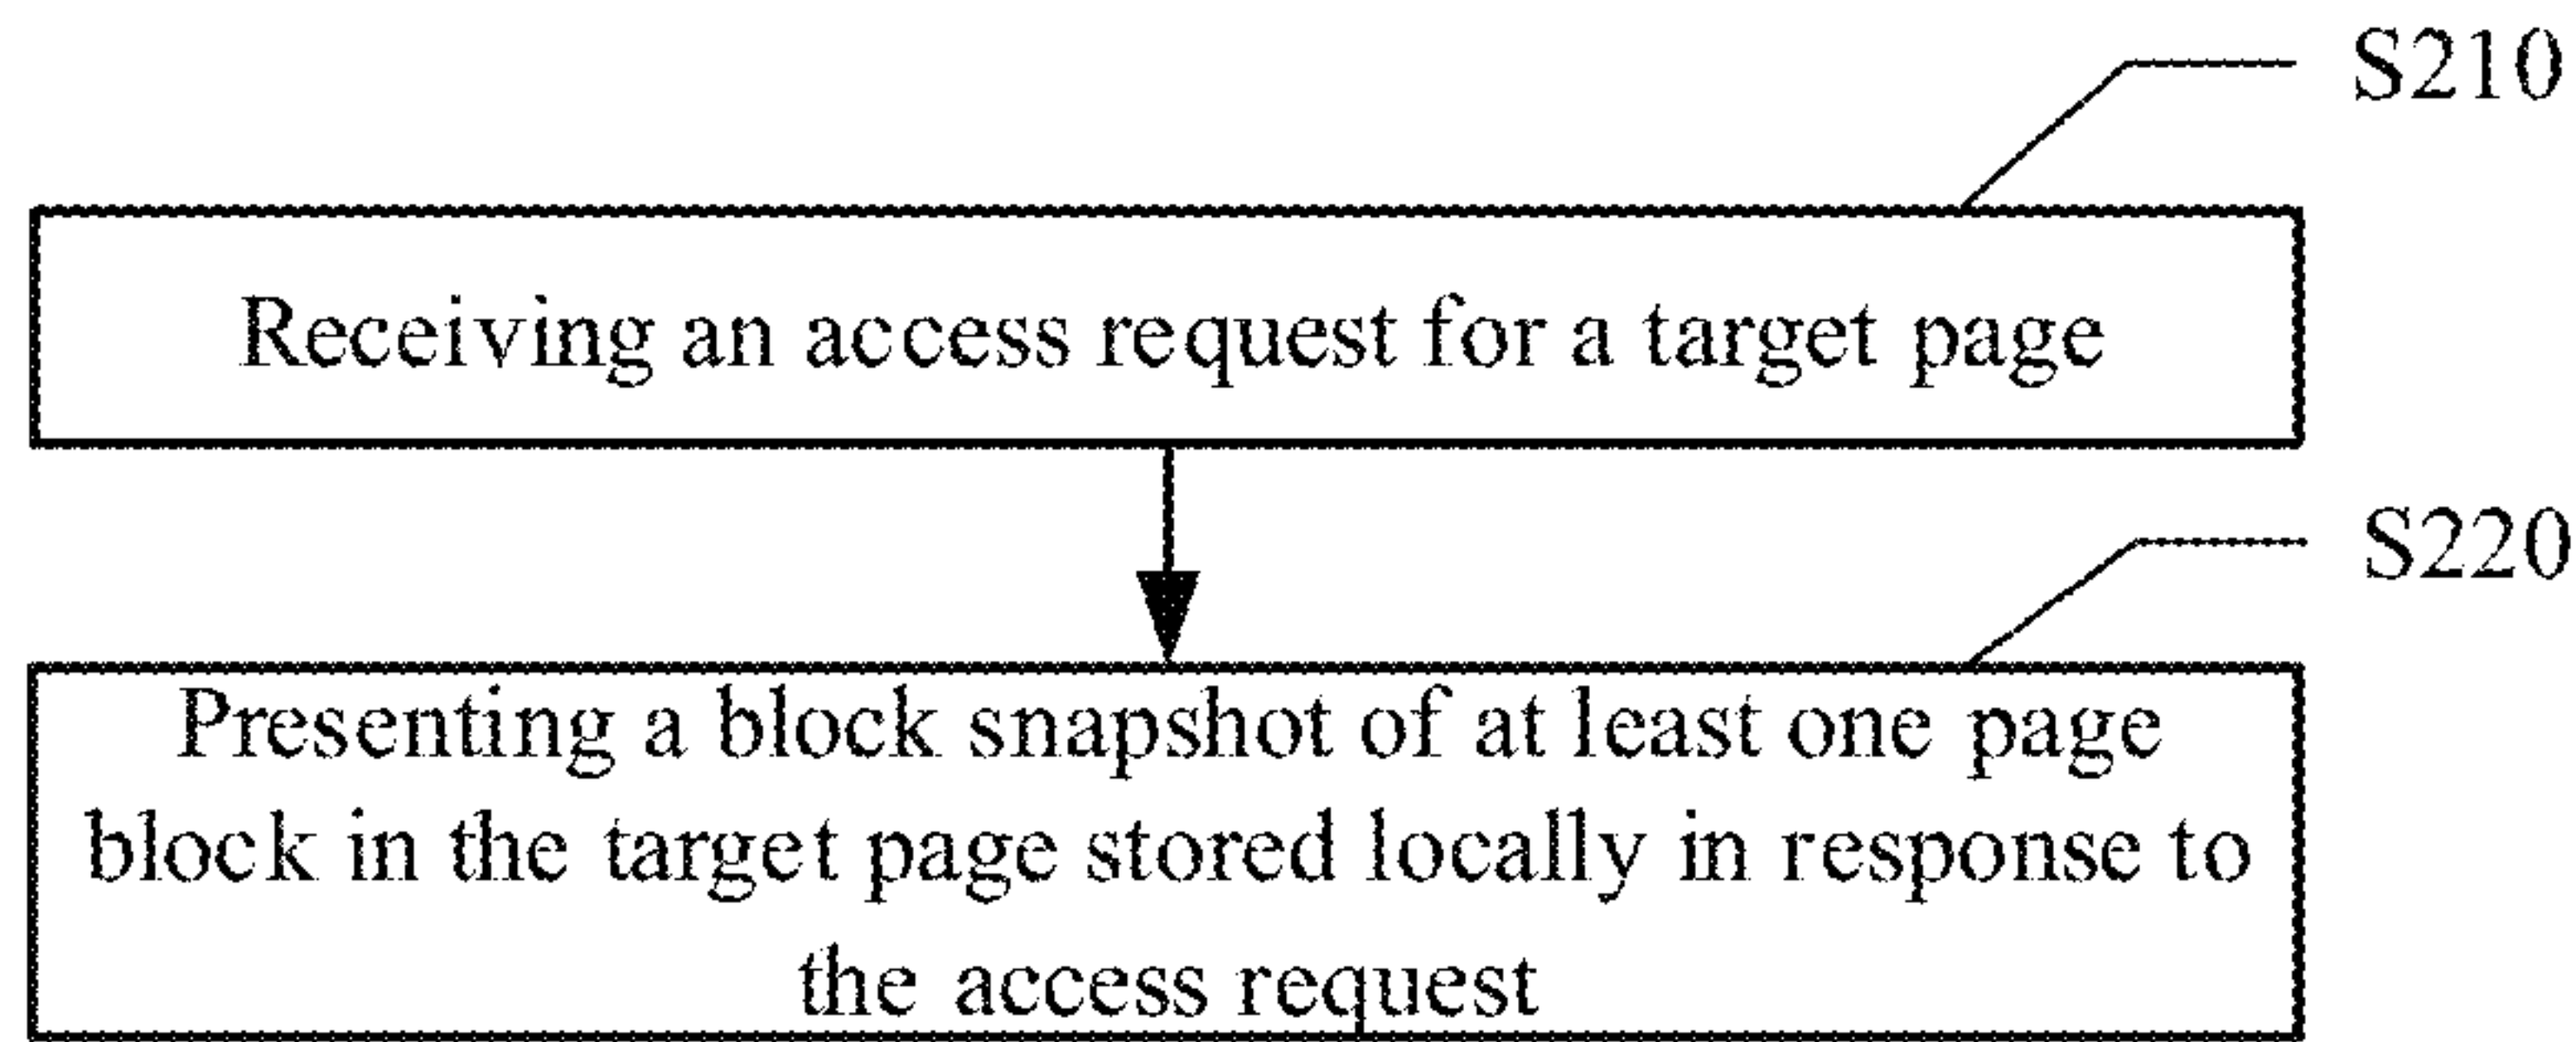 S210
Receiving an access request for a target page
S220
Presenting a block snapshot of at least one page
block in the target page stored locally in response to
the access request